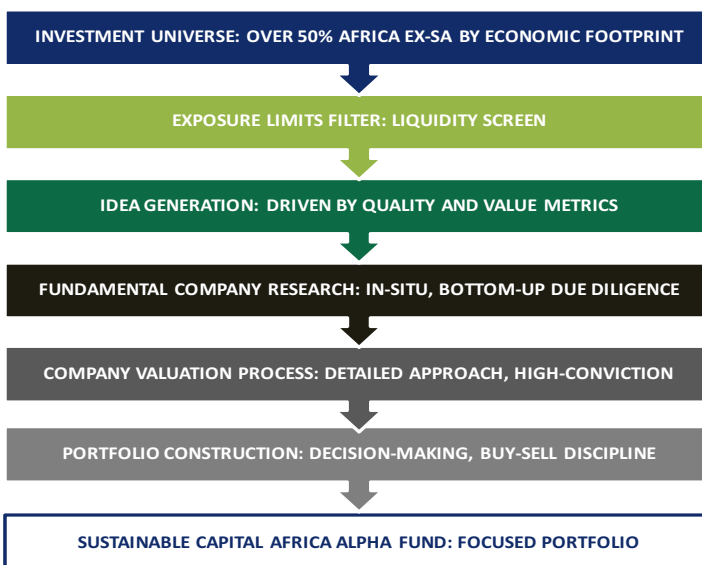 INVESTMENT UNIVERSE: OVER 50% AFRICA EX-SA BY ECONOMIC FOOTPRINT
EXPOSURE LIMITS FILTER: LIQUIDITY SCREEN
IDEA GENERATION: DRIVEN BY QUALITY AND VALUE METRICS
FUNDAMENTAL COMPANY RESEARCH: IN-SITU, BOTTOM-UP DUE DILIGENCE
COMPANY VALUATION PROCESS: DETAILED APPROACH, HIGH-CONVICTION
PORTFOLIO CONSTRUCTION: DECISION-MAKING, BUY-SELL DISCIPLINE
SUSTAINABLE CAPITAL AFRICA ALPHA FUND: FOCUSED PORTFOLIO